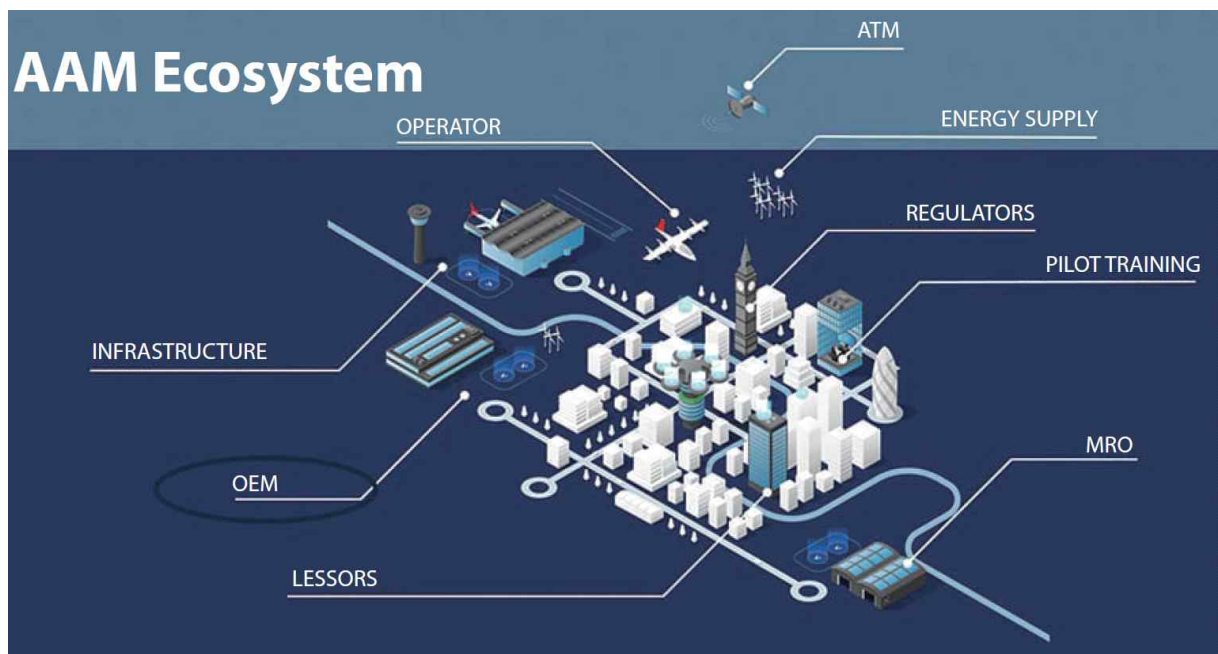 AAM Ecosystem
ATM
OPERATOR
ENERGY SUPPLY
REGULATORS
PILOT TRAINING
INFRASTRUCTURE
OEM
MRO
LESSORS